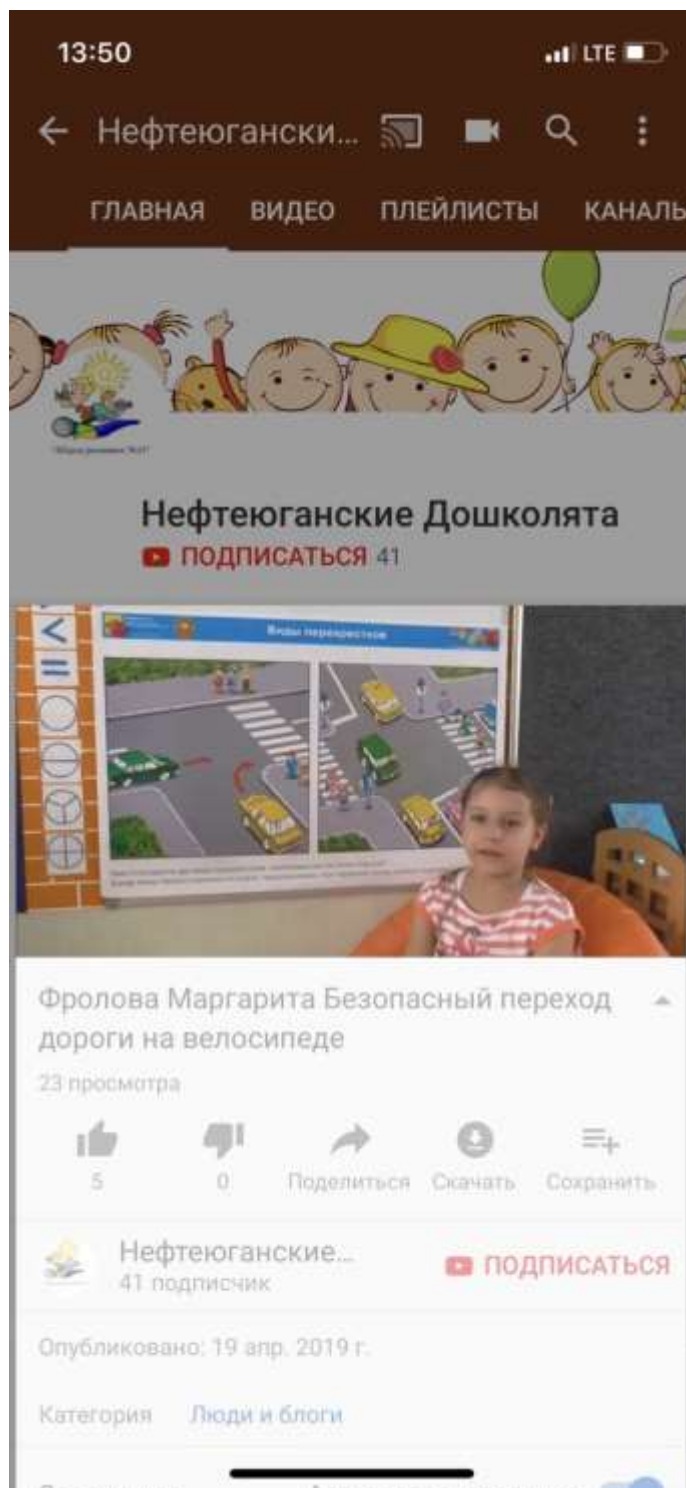 13:50
LTE
Нефтеюгански...
ГЛАВНАЯ ВИДЕО ПЛЕЙЛИСТЫ КАНАЛЫ
Нефтеюганские Дошколята
ПОДПИСАТЬСЯ 41
Виды перекрестков
Фролова Маргарита Безопасный переход
дороги на велосипеде
23 просмотра
5 0 Поделиться Скачать Сохранить
Нефтеюганские...
41 подписчик
ПОДПИСАТЬСЯ
Опубликовано: 19 апр. 2019 г.
Категория Люди и блоги